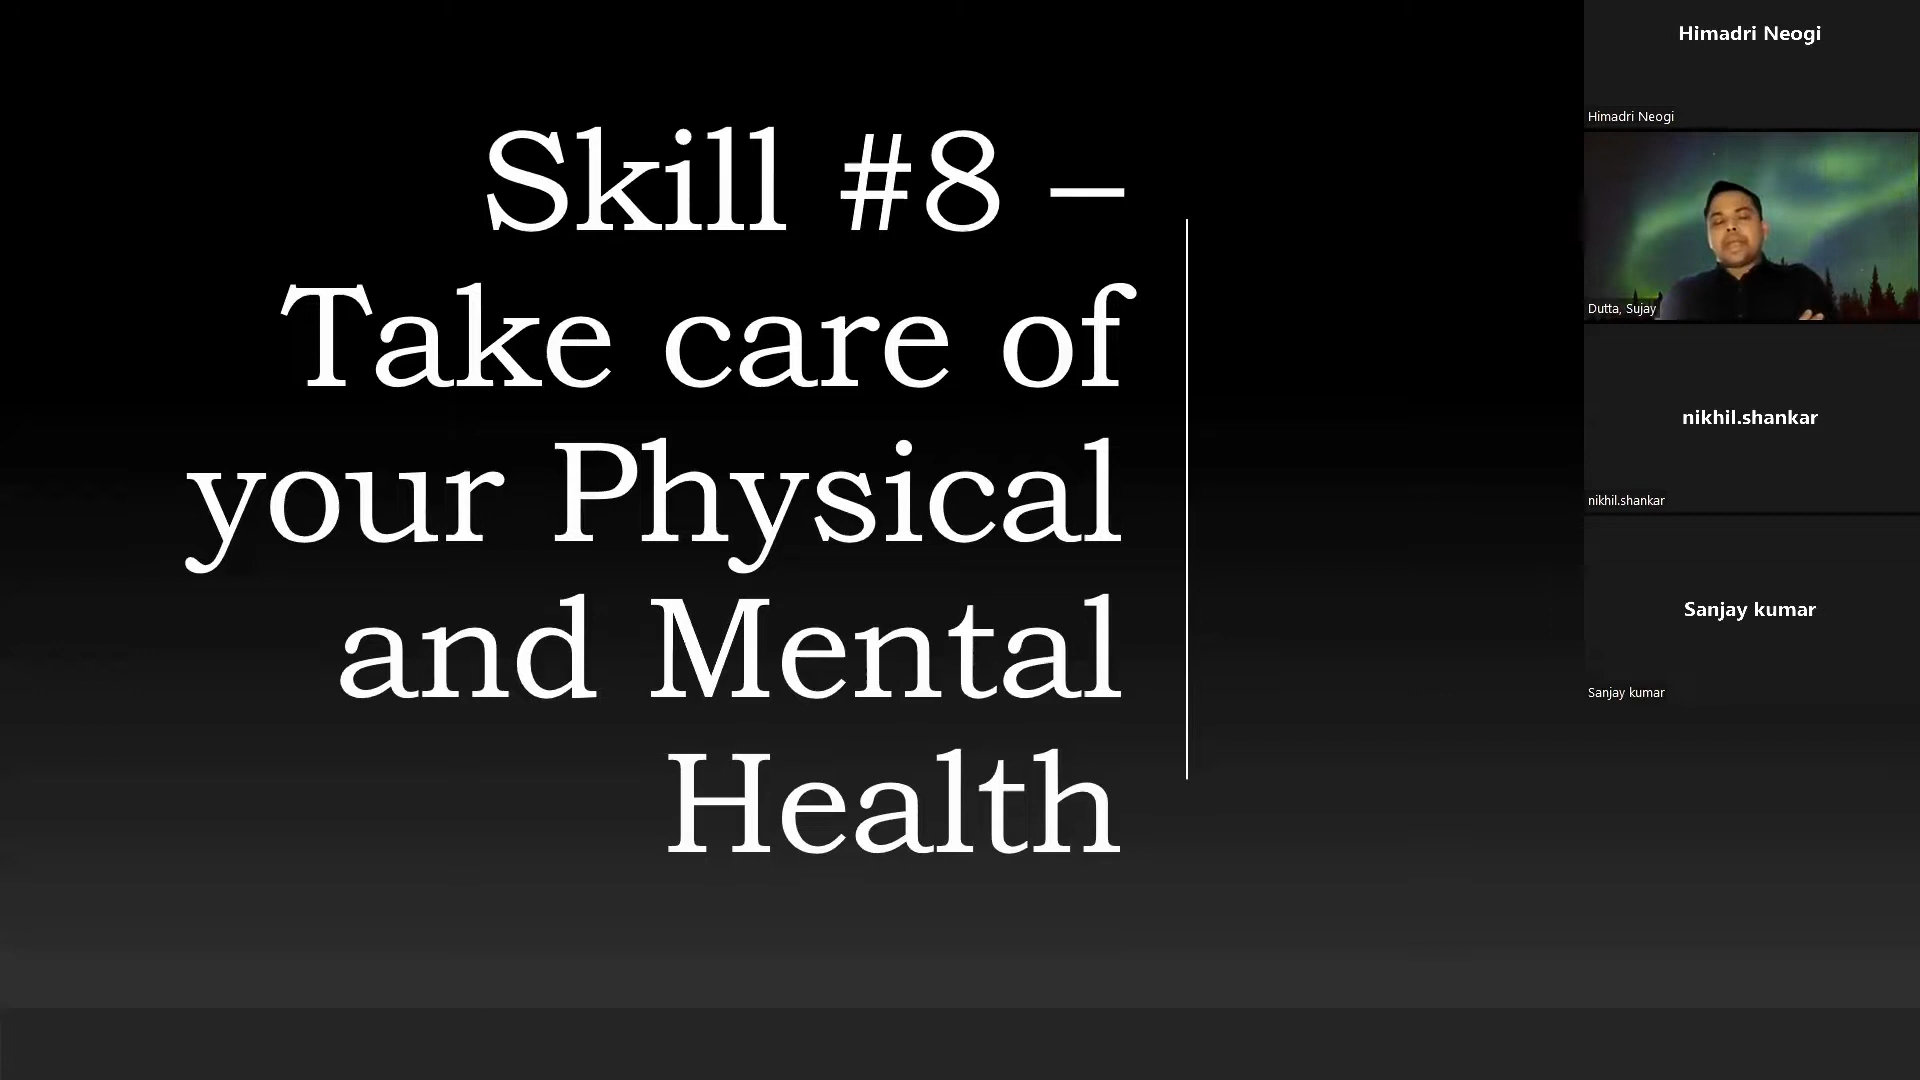 Skill #8 –
Take care of
your Physical
and Mental
Health
Himadri Neogi
Himadri Neogi
Dutta, Sujay
nikhil.shankar
nikhil.shankar
Sanjay kumar
Sanjay kumar